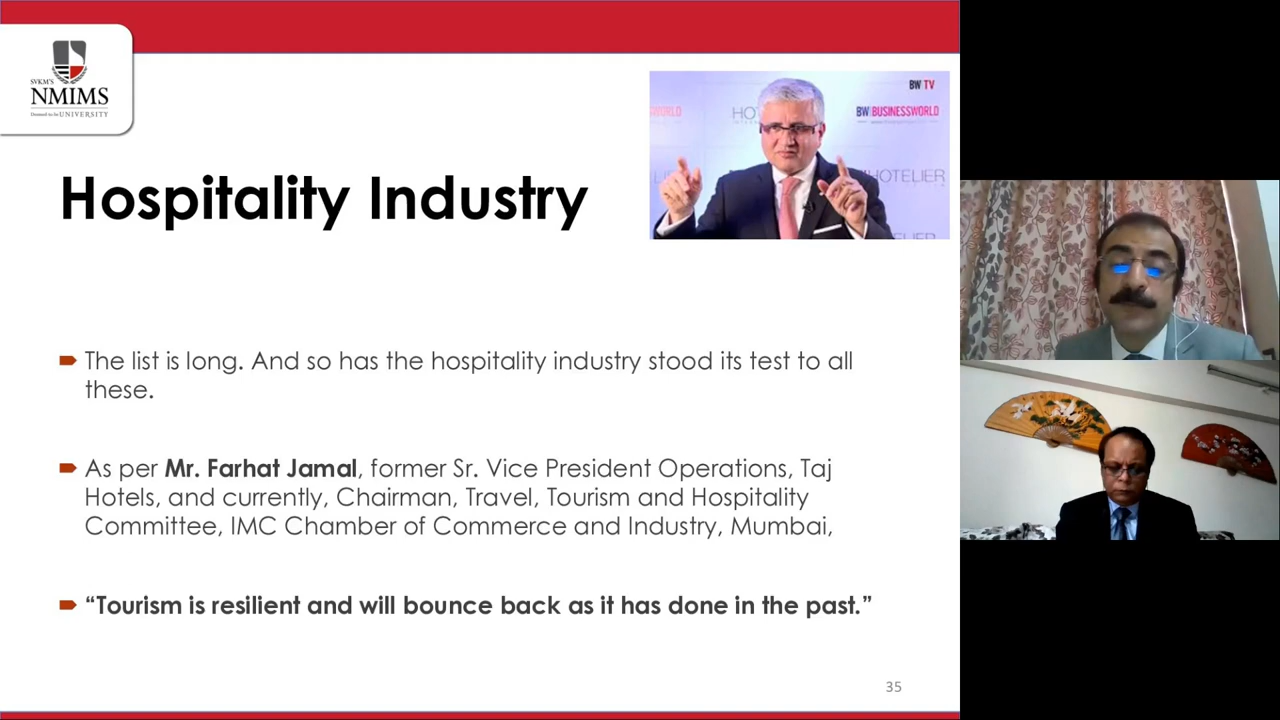 SVKM'S
NMIMS
Deemed to be UNIVERSITY
BW TV
WORLD
HO
BW BUSINESSWORLD
HOTELIER
ELIER
Hospitality Industry
The list is long. And so has the hospitality industry stood its test to all
these.
As per Mr. Farhat Jamal, former Sr. Vice President Operations, Taj
Hotels, and currently, Chairman, Travel, Tourism and Hospitality
Committee, IMC Chamber of Commerce and Industry, Mumbai,
“Tourism is resilient and will bounce back as it has done in the past.”
35